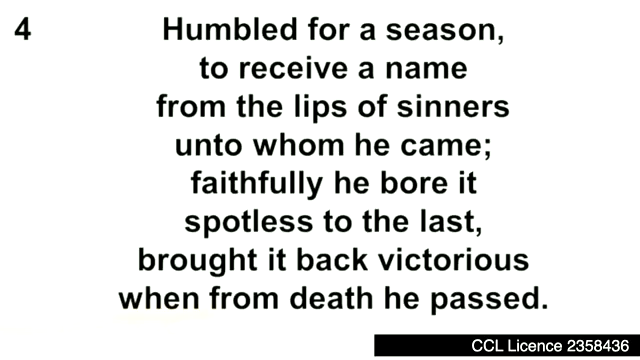 4
Humbled for a season,
to receive a name
from the lips of sinners
unto whom he came;
faithfully he bore it
spotless to the last,
brought it back victorious
when from death he passed.
CCL Licence 2358436